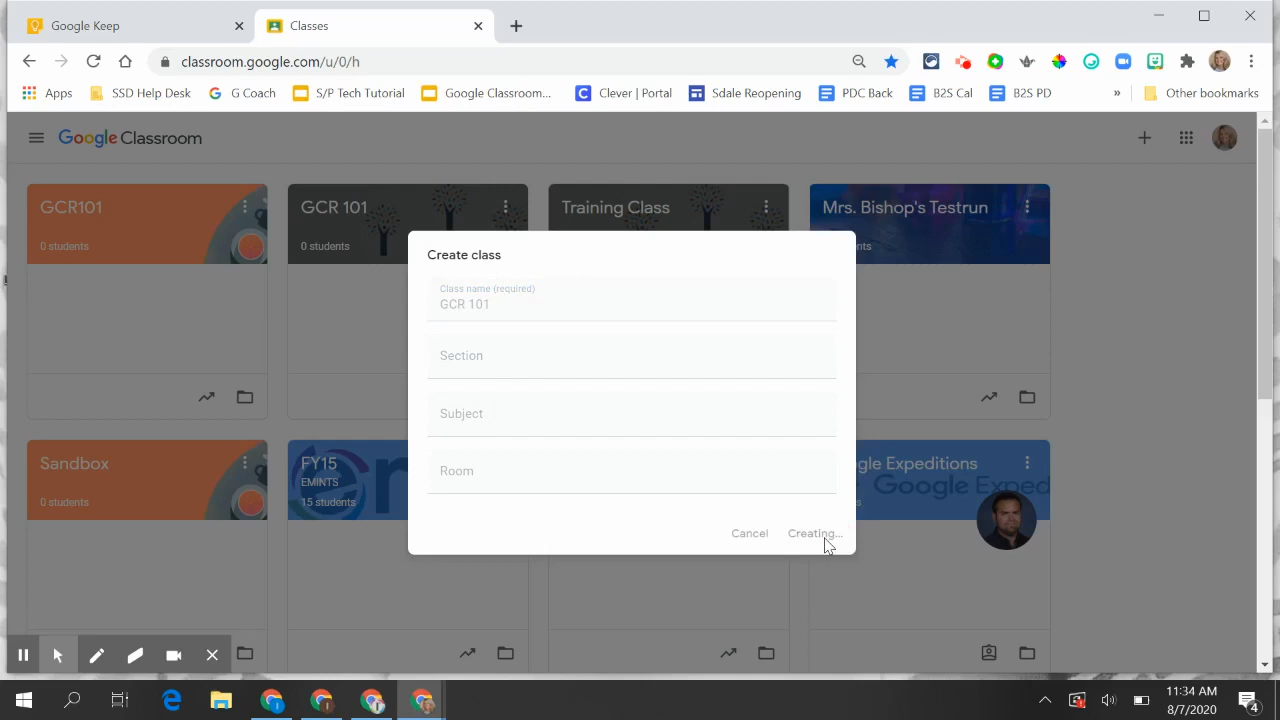 Google Keep
Classes
classroom.google.com/u/0/h
Apps
SSD Help Desk
G Coach
S/P Tech Tutorial
Google Classroom...
Clever | Portal
Sdale Reopening
PDC Back
B2S Cal
B2S PD
»
Other bookmarks
Google Classroom
GCR101
0 students
GCR 101
0 students
Training Class
Mrs. Bishop's Testrun
Create class
Class name (required)
GCR 101
Section
Subject
Room
Cancel
Creating...
Sandbox
0 students
FY15
EMINTS
15 students
gle Expeditions
Google Exped
11:34 AM
8/7/2020
4